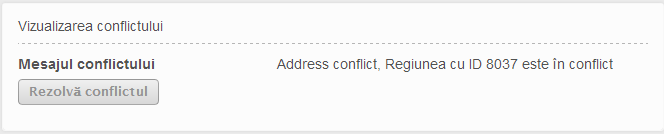 Vizualizarea conflictului
Mesajul conflictului Address conflict, Regiunea cu ID 8037 este în conflict
Rezolvă conflictul